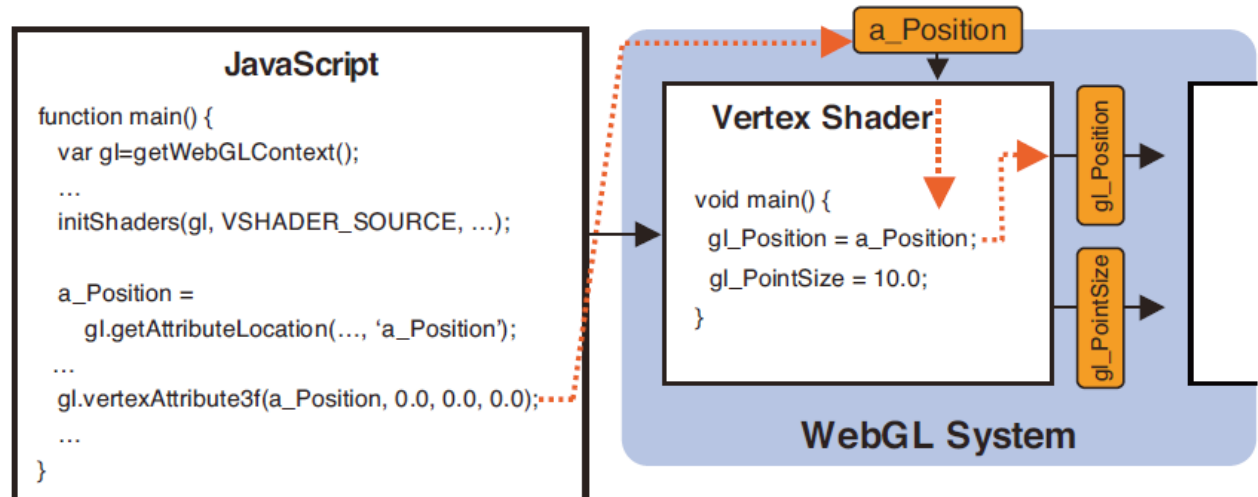 JavaScript
function main() {
var gl=getWebGLContext();
…
initShaders(gl, VSHADER_SOURCE, …);
a_Position =
gl.getAttributeLocation(…, ‘a_Position’);
…
gl.vertexAttribute3f(a_Position, 0.0, 0.0, 0.0);
…
}
a_Position
Vertex Shader
void main() {
gl_Position = a_Position;
gl_PointSize = 10.0;
}
gl_Position
gl_PointSize
WebGL System